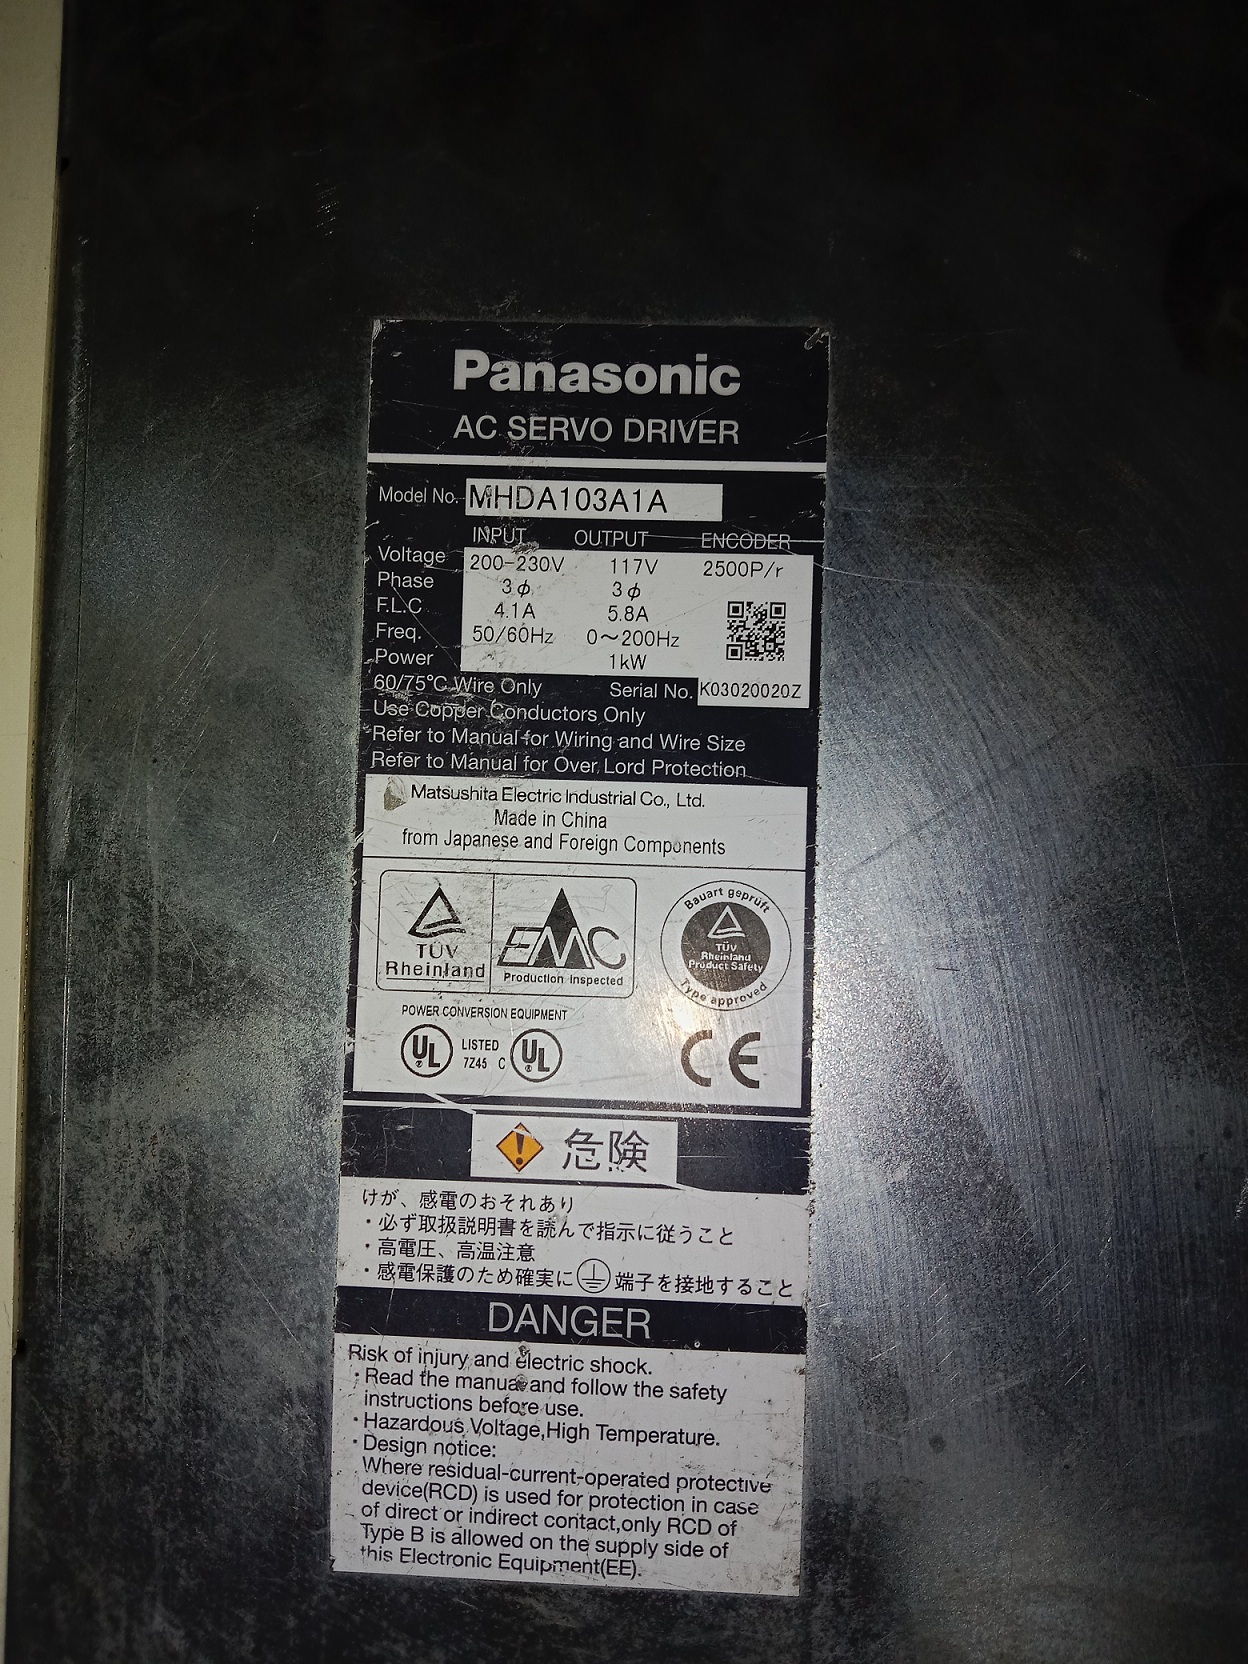 Panasonic
AC SERVO DRIVER
Model No. MHDA103A1A
INPUT OUTPUT ENCODER
Voltage 200-230V 117V 2500P/r
Phase 3φ 3φ
F.L.C 4.1A 5.8A
Freq. 50/60Hz 0～200Hz
Power 1kW
60/75°C Wire Only Serial No. K03020020Z
Use Copper Conductors Only
Refer to Manual for Wiring and Wire Size
Refer to Manual for Over Lord Protection
Matsushita Electric Industrial Co., Ltd.
Made in China
from Japanese and Foreign Components
TÜV
Rheinland
EMC
Production Inspected
Bauart geprüft
TÜV
Rheinland
Product Safety
Type approved
POWER CONVERSION EQUIPMENT
UL LISTED 7Z45 C UL
CE
危険
けが、感電のおそれあり
・必ず取扱説明書を読んで指示に従うこと
・高電圧、高温注意
・感電保護のため確実に端子を接地すること
DANGER
Risk of injury and electric shock.
・Read the manual and follow the safety
instructions before use.
・Hazardous Voltage,High Temperature.
・Design notice:
Where residual-current-operated protective
device(RCD) is used for protection in case
of direct or indirect contact,only RCD of
Type B is allowed on the supply side of
this Electronic Equipment(EE).